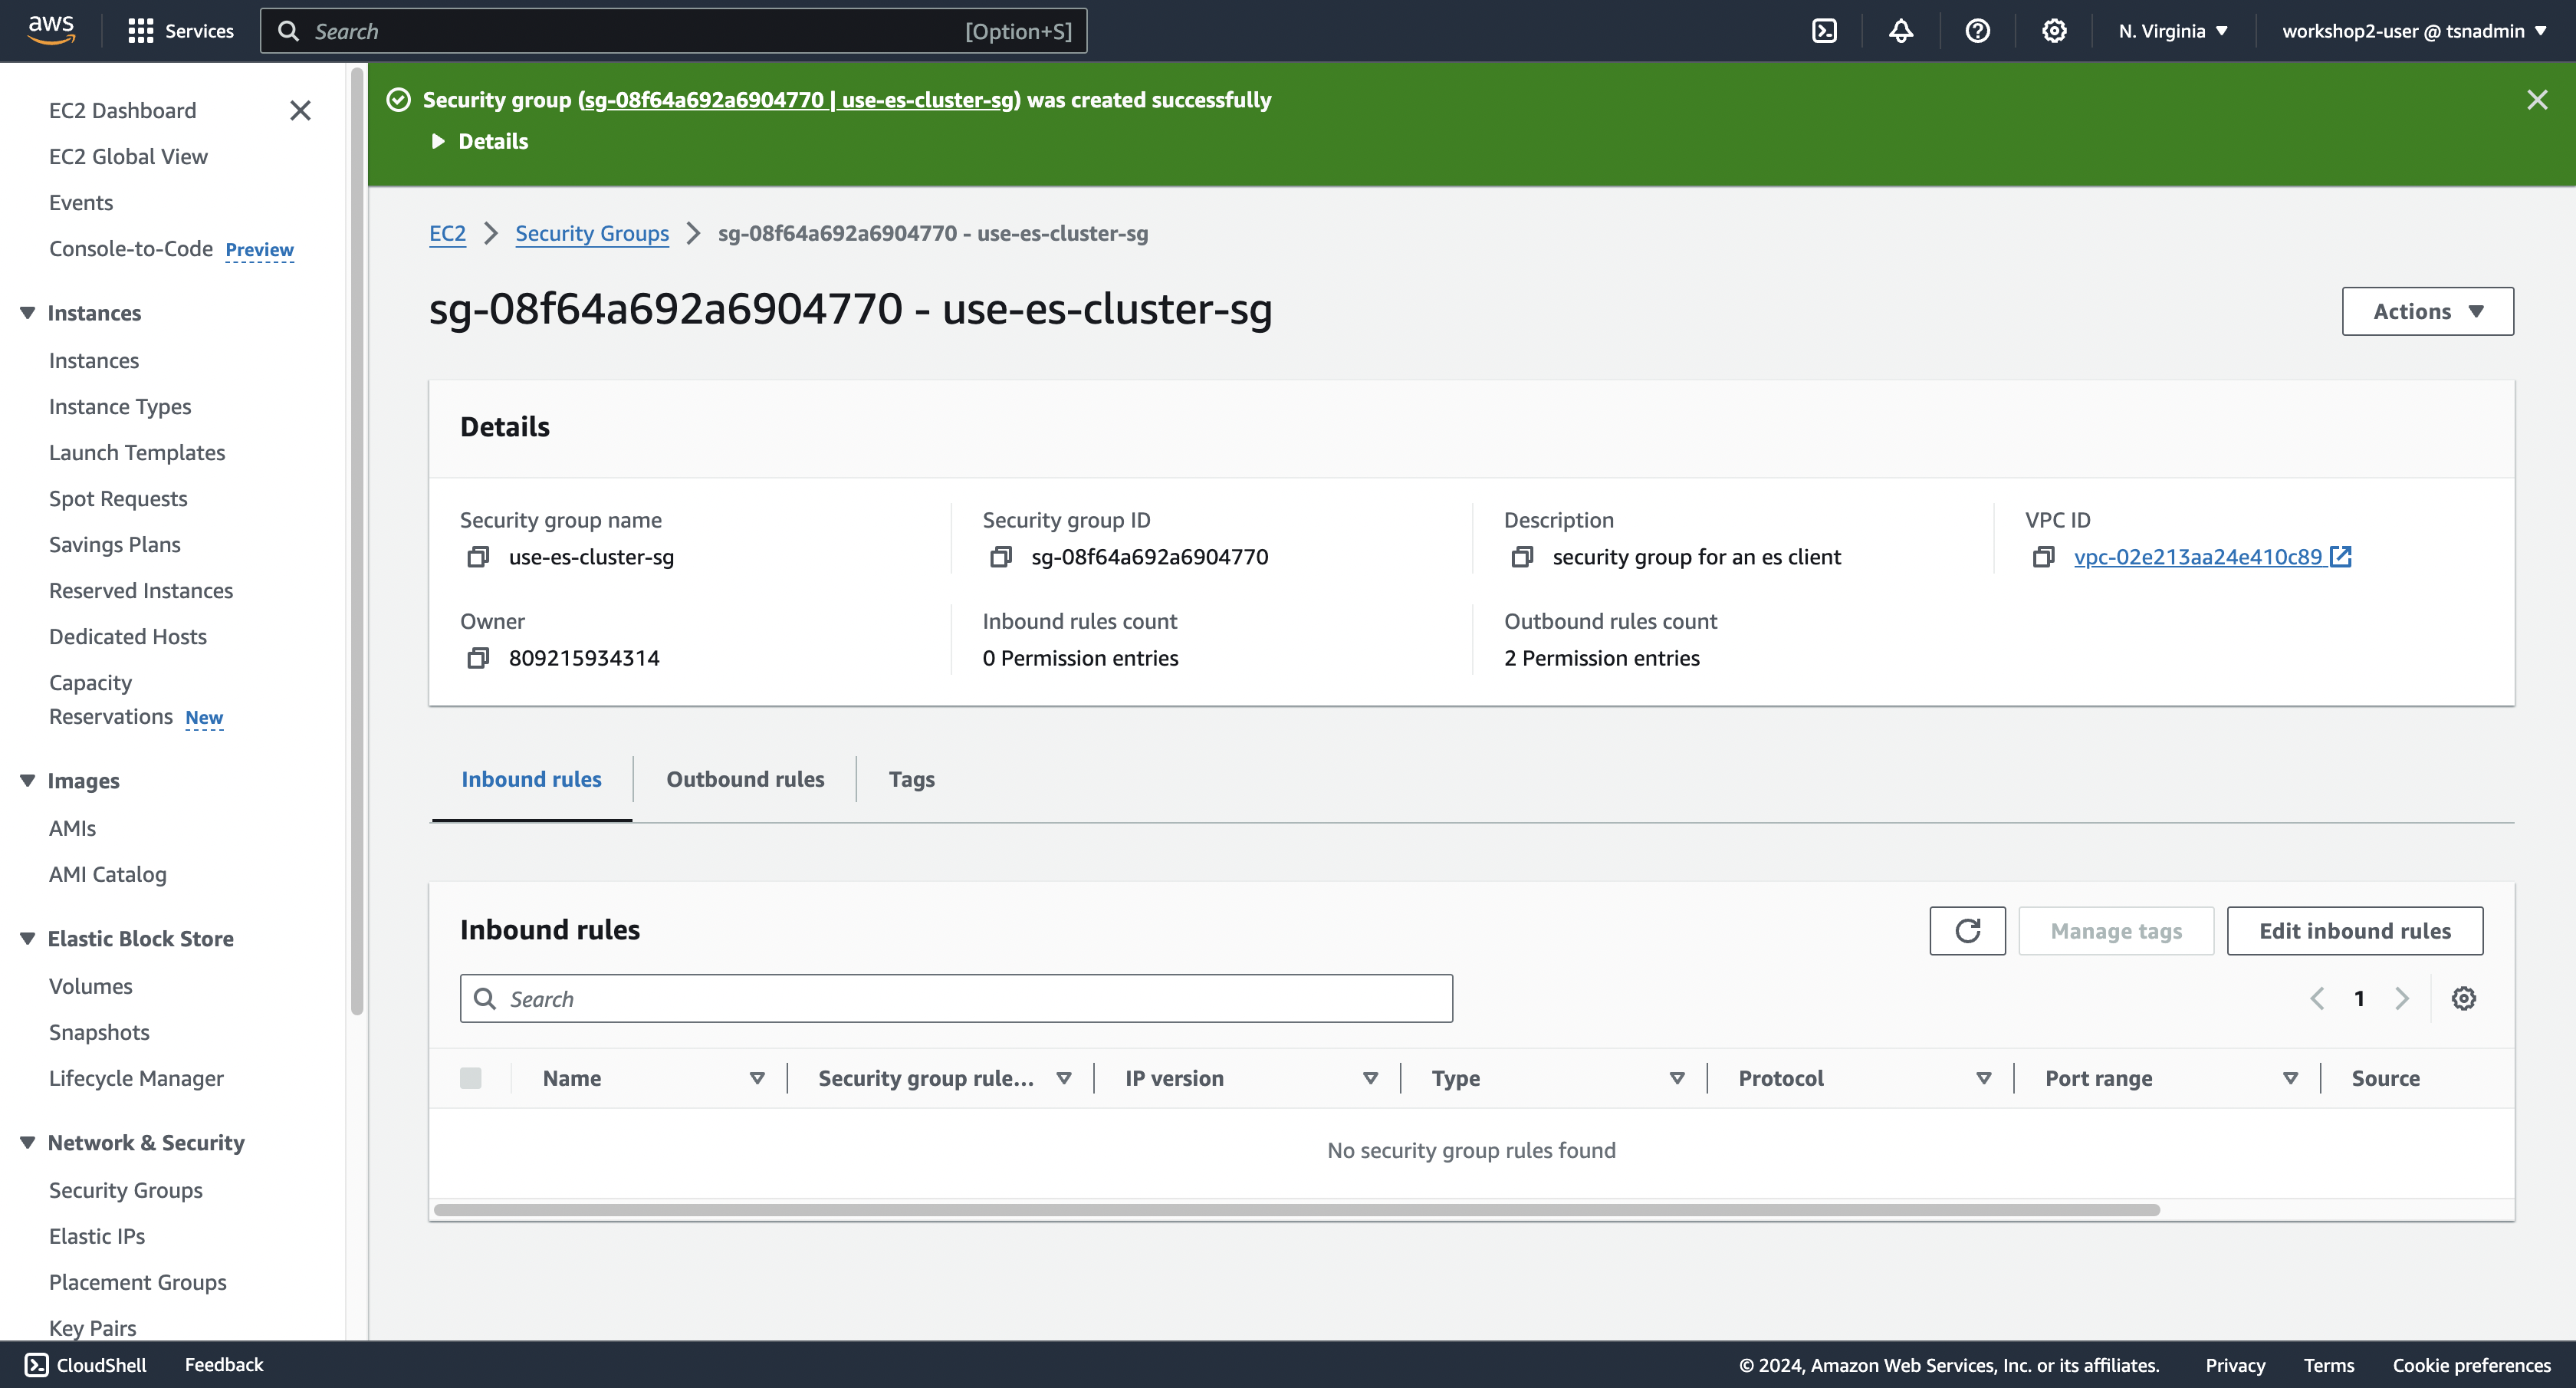 aws Services Search [Option+S] N. Virginia workshop2-user @ tsnadmin
EC2 Dashboard
EC2 Global View
Events
Console-to-Code Preview
Instances
Instances
Instance Types
Launch Templates
Spot Requests
Savings Plans
Reserved Instances
Dedicated Hosts
Capacity
Reservations New
Images
AMIs
AMI Catalog
Elastic Block Store
Volumes
Snapshots
Lifecycle Manager
Network & Security
Security Groups
Elastic IPs
Placement Groups
Key Pairs
Security group (sg-08f64a692a6904770 | use-es-cluster-sg) was created successfully
Details
EC2 Security Groups sg-08f64a692a6904770 - use-es-cluster-sg
sg-08f64a692a6904770 - use-es-cluster-sg
Actions
Details
Security group name Security group ID Description VPC ID
use-es-cluster-sg sg-08f64a692a6904770 security group for an es client vpc-02e213aa24e410c89
Owner Inbound rules count Outbound rules count
809215934314 0 Permission entries 2 Permission entries
Inbound rules Outbound rules Tags
Inbound rules Manage tags Edit inbound rules
Search 1
Name Security group rule... IP version Type Protocol Port range Source
No security group rules found
CloudShell Feedback © 2024, Amazon Web Services, Inc. or its affiliates. Privacy Terms Cookie preferences